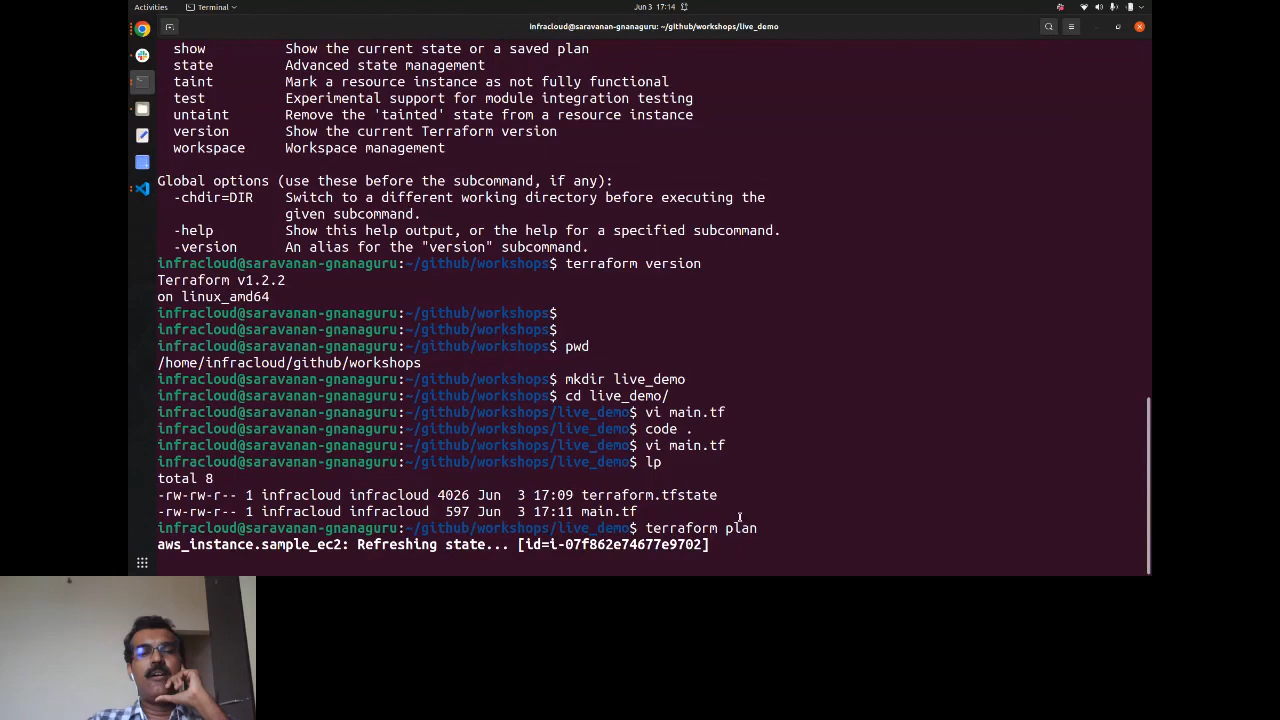 Activities
Terminal
Jun 3 17:14
infracloud@saravanan-gnanaguru: ~/github/workshops/live_demo
show Show the current state or a saved plan
state Advanced state management
taint Mark a resource instance as not fully functional
test Experimental support for module integration testing
untaint Remove the 'tainted' state from a resource instance
version Show the current Terraform version
workspace Workspace management
Global options (use these before the subcommand, if any):
-chdir=DIR Switch to a different working directory before executing the
given subcommand.
-help Show this help output, or the help for a specified subcommand.
-version An alias for the "version" subcommand.
infracloud@saravanan-gnanaguru:~/github/workshops$ terraform version
Terraform v1.2.2
on linux_amd64
infracloud@saravanan-gnanaguru:~/github/workshops$
infracloud@saravanan-gnanaguru:~/github/workshops$
infracloud@saravanan-gnanaguru:~/github/workshops$ pwd
/home/infracloud/github/workshops
infracloud@saravanan-gnanaguru:~/github/workshops$ mkdir live_demo
infracloud@saravanan-gnanaguru:~/github/workshops$ cd live_demo/
infracloud@saravanan-gnanaguru:~/github/workshops/live_demo$ vi main.tf
infracloud@saravanan-gnanaguru:~/github/workshops/live_demo$ code .
infracloud@saravanan-gnanaguru:~/github/workshops/live_demo$ vi main.tf
infracloud@saravanan-gnanaguru:~/github/workshops/live_demo$ lp
total 8
-rw-rw-r-- 1 infracloud infracloud 4026 Jun  3 17:09 terraform.tfstate
-rw-rw-r-- 1 infracloud infracloud  597 Jun  3 17:11 main.tf
infracloud@saravanan-gnanaguru:~/github/workshops/live_demo$ terraform plan
aws_instance.sample_ec2: Refreshing state... [id=i-07f862e74677e9702]